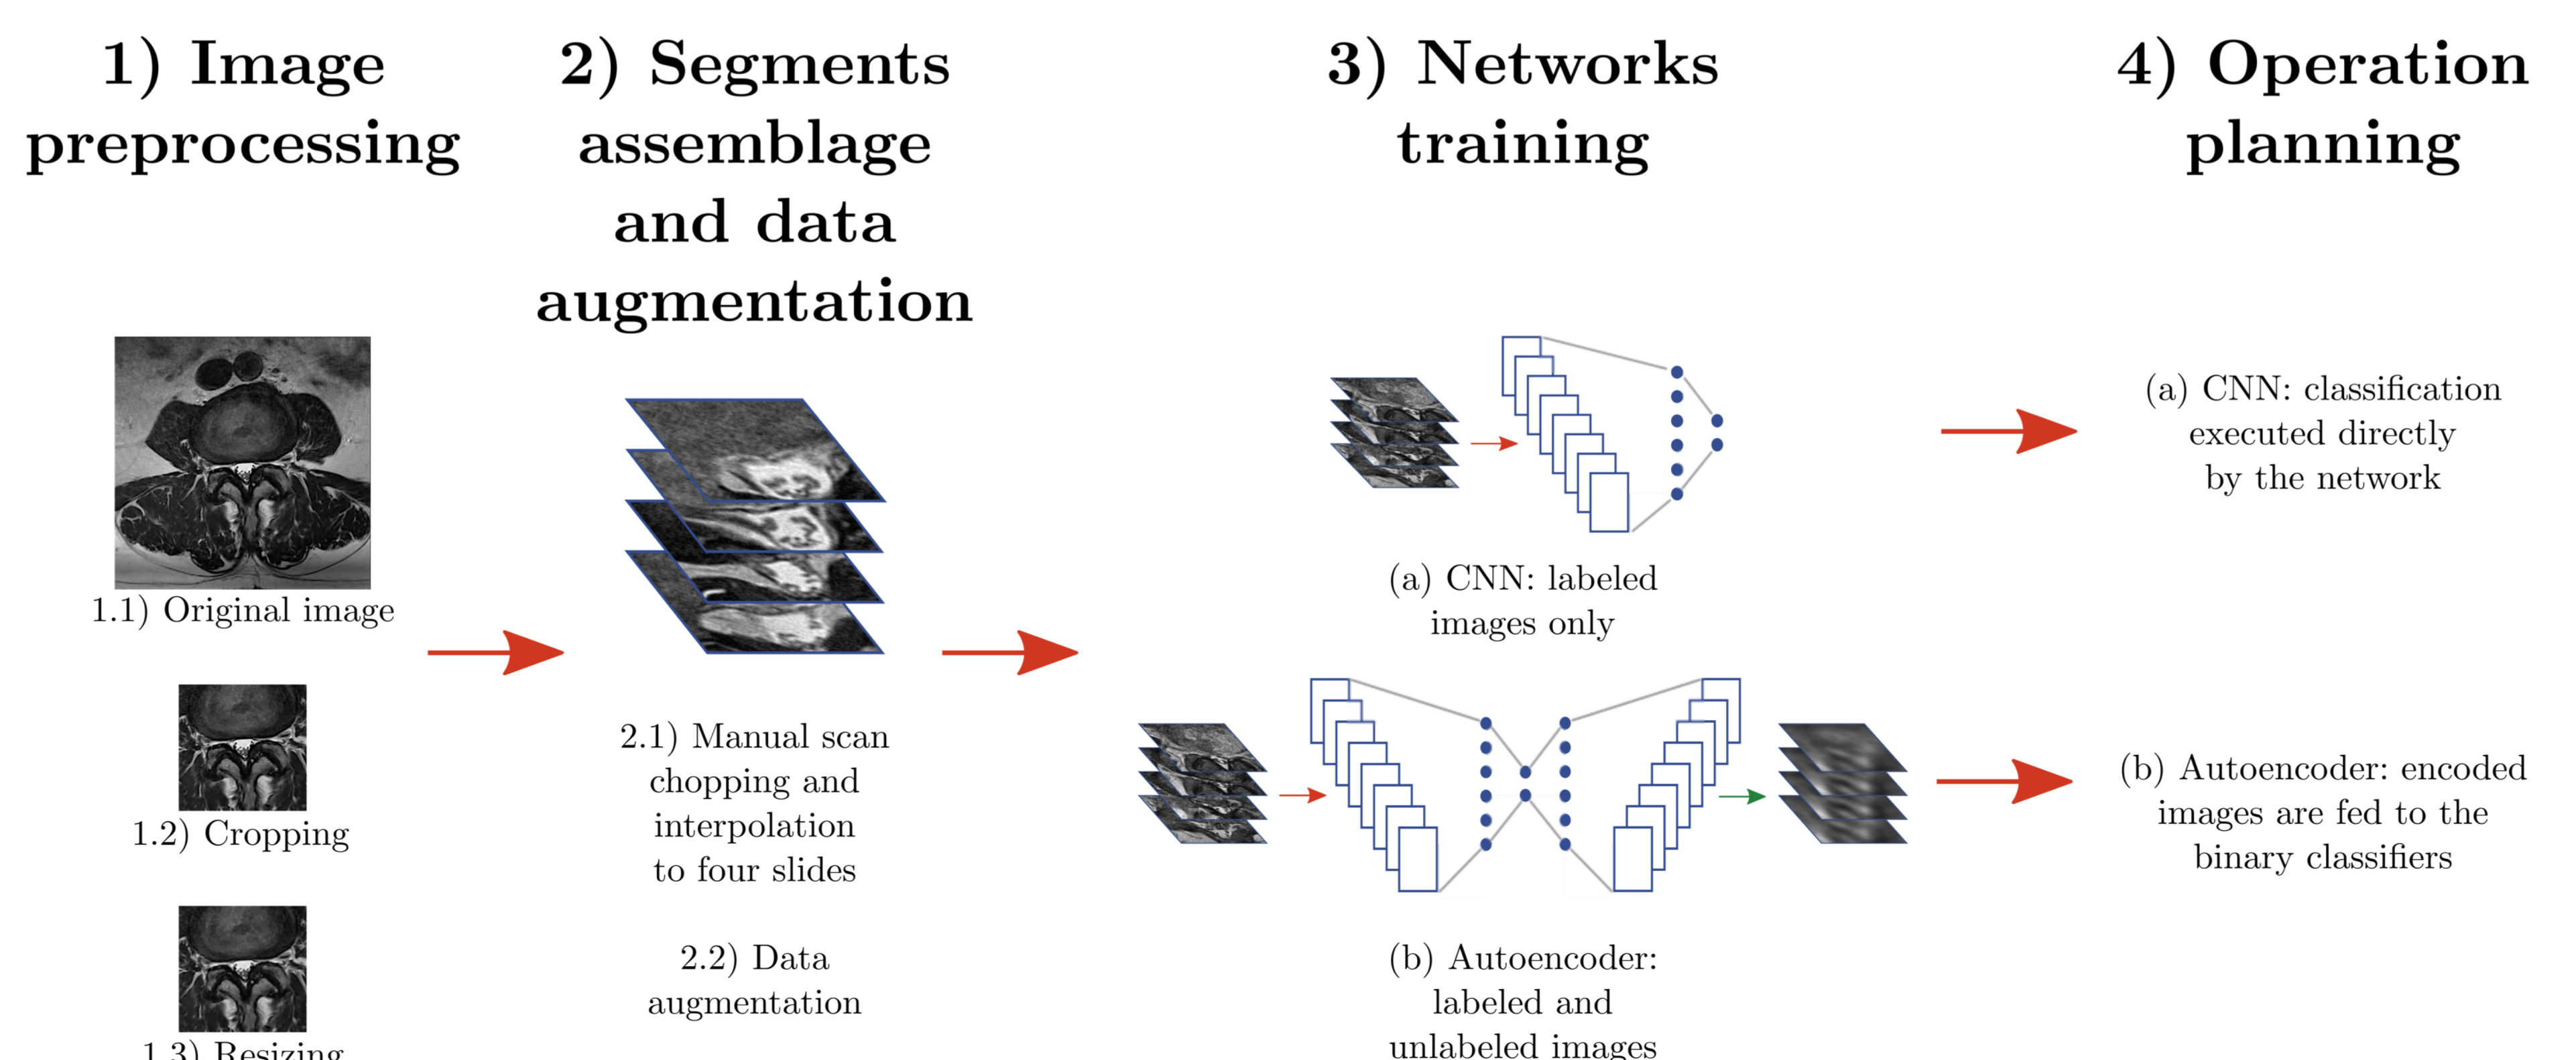 1) Image
preprocessing
1.1) Original image
1.2) Cropping
1.3) Resizing
2) Segments
assemblage
and data
augmentation
2.1) Manual scan
chopping and
interpolation
to four slides
2.2) Data
augmentation
3) Networks
training
(a) CNN: labeled
images only
(b) Autoencoder:
labeled and
unlabeled images
4) Operation
planning
(a) CNN: classification
executed directly
by the network
(b) Autoencoder: encoded
images are fed to the
binary classifiers